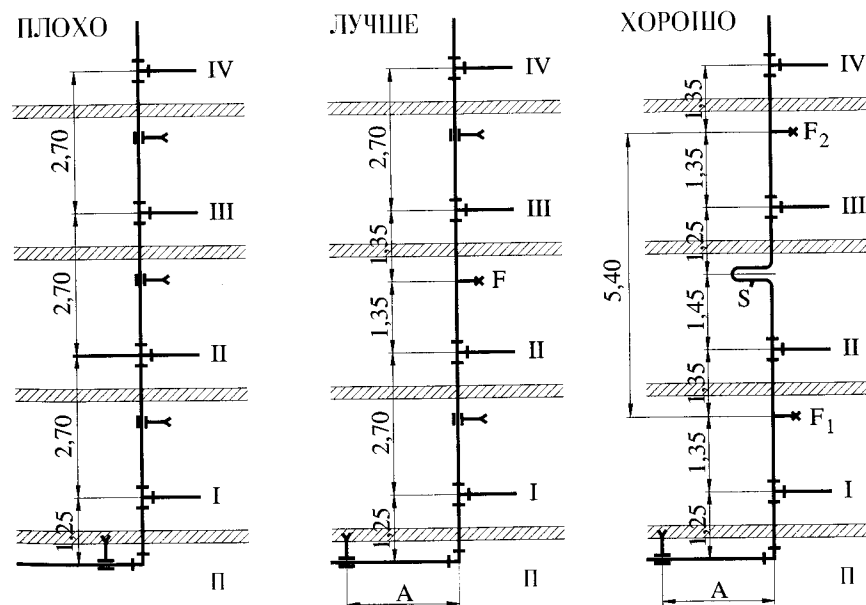 ПЛОХО
IV
2,70
III
2,70
II
2,70
I
1,25
П
ЛУЧШЕ
IV
2,70
III
1,35
F
1,35
II
2,70
I
1,25
A
П
ХОРОШО
IV
1,35
F2
1,35
III
1,25
5,40
S
1,45
II
1,35
F1
1,35
I
1,25
A
П